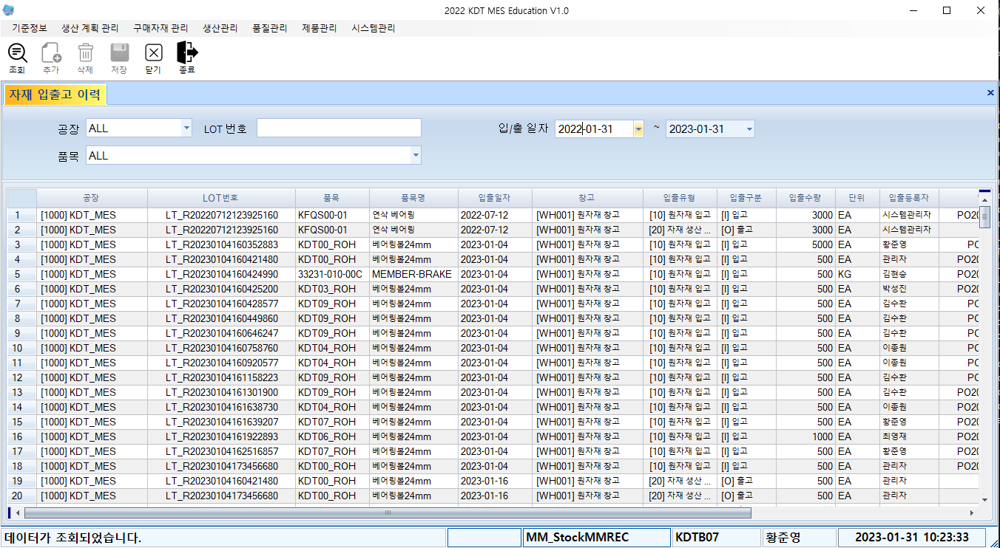 2022 KDT MES Education V1.0
기준정보 생산 계획 관리 구매자재 관리 생산관리 품질관리 제품관리 시스템관리
조회 추가 삭제 저장 닫기 종료
자재 입출고 이력
공장 ALL LOT 번호 입/출 일자 2022-01-31 ~ 2023-01-31
품목 ALL
공장 LOT번호 품목 품목명 입출일자 창고 입출유형 입출구분 입출수량 단위 입출등록자
1 [1000] KDT_MES LT_R20220712123925160 KFQS00-01 연삭 베어링 2022-07-12 [WH001] 원자재 창고 [10] 원자재 입고 [I] 입고 3000 EA 시스템관리자 PO20
2 [1000] KDT_MES LT_R20220712123925160 KFQS00-01 연삭 베어링 2022-07-12 [WH001] 원자재 창고 [20] 자재 생산 ... [O] 출고 3000 EA 시스템관리자
3 [1000] KDT_MES LT_R20230104160352883 KDT00_ROH 베어링볼24mm 2023-01-04 [WH001] 원자재 창고 [10] 원자재 입고 [I] 입고 5000 EA 황준영 PO
4 [1000] KDT_MES LT_R20230104160421480 KDT00_ROH 베어링볼24mm 2023-01-04 [WH001] 원자재 창고 [10] 원자재 입고 [I] 입고 500 EA 관리자 PO20
5 [1000] KDT_MES LT_R20230104160424990 33231-010-00C MEMBER-BRAKE 2023-01-04 [WH001] 원자재 창고 [10] 원자재 입고 [I] 입고 500 KG 김현승 PO20
6 [1000] KDT_MES LT_R20230104160425200 KDT03_ROH 베어링볼24mm 2023-01-04 [WH001] 원자재 창고 [10] 원자재 입고 [I] 입고 500 EA 박성진 PO20
7 [1000] KDT_MES LT_R20230104160428577 KDT09_ROH 베어링볼24mm 2023-01-04 [WH001] 원자재 창고 [10] 원자재 입고 [I] 입고 500 EA 김수환 PO
8 [1000] KDT_MES LT_R20230104160449860 KDT09_ROH 베어링볼24mm 2023-01-04 [WH001] 원자재 창고 [10] 원자재 입고 [I] 입고 500 EA 김수환 PO
9 [1000] KDT_MES LT_R20230104160646247 KDT09_ROH 베어링볼24mm 2023-01-04 [WH001] 원자재 창고 [10] 원자재 입고 [I] 입고 500 EA 김수환 PO
10 [1000] KDT_MES LT_R20230104160758760 KDT04_ROH 베어링볼24mm 2023-01-04 [WH001] 원자재 창고 [10] 원자재 입고 [I] 입고 500 EA 이종원 PO
11 [1000] KDT_MES LT_R20230104160920577 KDT04_ROH 베어링볼24mm 2023-01-04 [WH001] 원자재 창고 [10] 원자재 입고 [I] 입고 500 EA 이종원 PO
12 [1000] KDT_MES LT_R20230104161158223 KDT09_ROH 베어링볼24mm 2023-01-04 [WH001] 원자재 창고 [10] 원자재 입고 [I] 입고 500 EA 김수환 PO
13 [1000] KDT_MES LT_R20230104161301900 KDT09_ROH 베어링볼24mm 2023-01-04 [WH001] 원자재 창고 [10] 원자재 입고 [I] 입고 500 EA 김수환 PO20
14 [1000] KDT_MES LT_R20230104161638730 KDT04_ROH 베어링볼24mm 2023-01-04 [WH001] 원자재 창고 [10] 원자재 입고 [I] 입고 500 EA 이종원 PO20
15 [1000] KDT_MES LT_R20230104161639207 KDT07_ROH 베어링볼24mm 2023-01-04 [WH001] 원자재 창고 [10] 원자재 입고 [I] 입고 500 EA 황준영 PO20
16 [1000] KDT_MES LT_R20230104161922893 KDT06_ROH 베어링볼24mm 2023-01-04 [WH001] 원자재 창고 [10] 원자재 입고 [I] 입고 1000 EA 최영재 PO20
17 [1000] KDT_MES LT_R20230104162516857 KDT07_ROH 베어링볼24mm 2023-01-04 [WH001] 원자재 창고 [10] 원자재 입고 [I] 입고 500 EA 황준영 PO20
18 [1000] KDT_MES LT_R20230104173456680 KDT00_ROH 베어링볼24mm 2023-01-04 [WH001] 원자재 창고 [10] 원자재 입고 [I] 입고 500 EA 관리자 PO20
19 [1000] KDT_MES LT_R20230104160421480 KDT00_ROH 베어링볼24mm 2023-01-16 [WH001] 원자재 창고 [20] 자재 생산 ... [O] 출고 500 EA 관리자
20 [1000] KDT_MES LT_R20230104173456680 KDT00_ROH 베어링볼24mm 2023-01-16 [WH001] 원자재 창고 [20] 자재 생산 ... [O] 출고 500 EA 관리자
데이터가 조회되었습니다. MM_StockMMREC KDTB07 황준영 2023-01-31 10:23:33